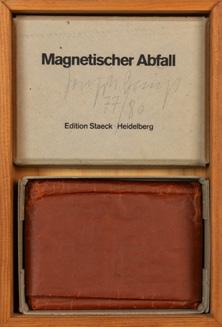 Magnetischer Abfall
Joseph Beuys
77/80
Edition Staeck Heidelberg